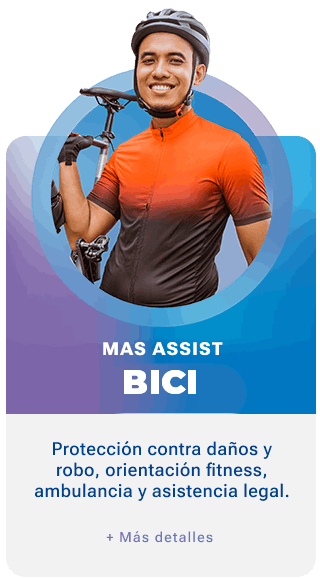 MAS ASSIST
BICI
Protección contra daños y
robo, orientación fitness,
ambulancia y asistencia legal.
+ Más detalles